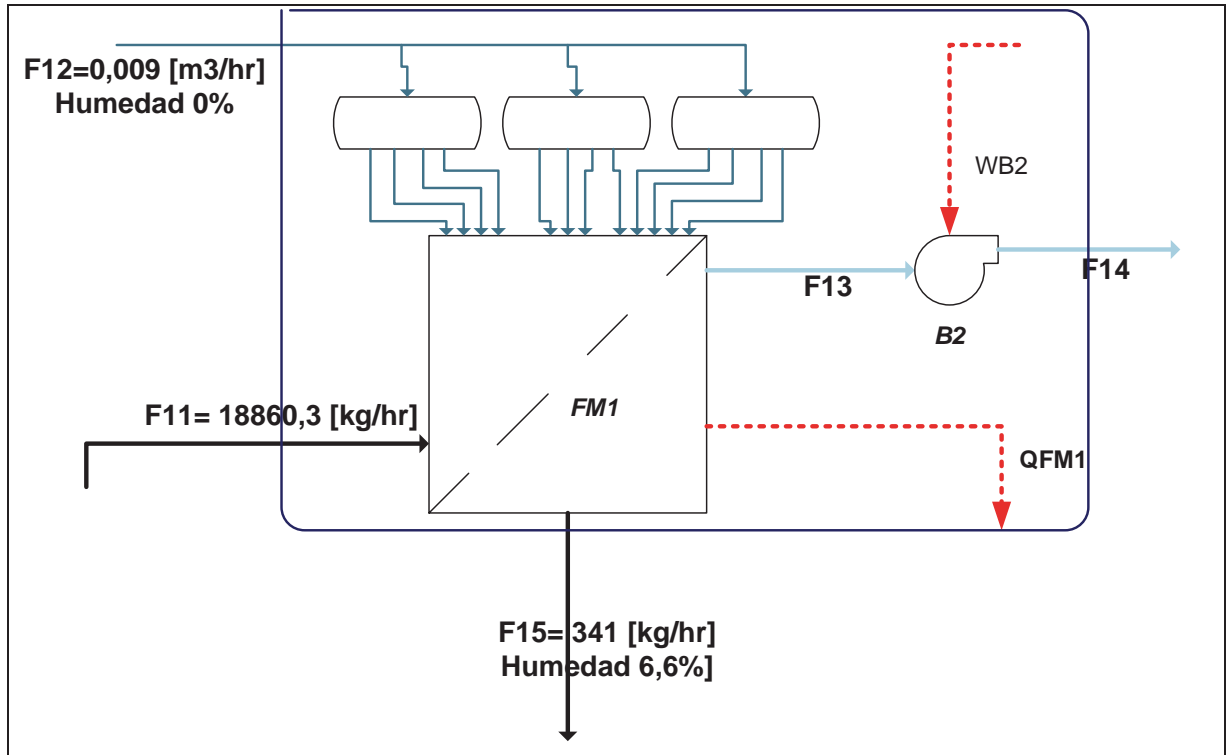 F12=0,009 [m3/hr]
Humedad 0%
WB2
F13
F14
B2
FM1
F11= 18860,3 [kg/hr]
QFM1
F15= 341 [kg/hr]
Humedad 6,6%]